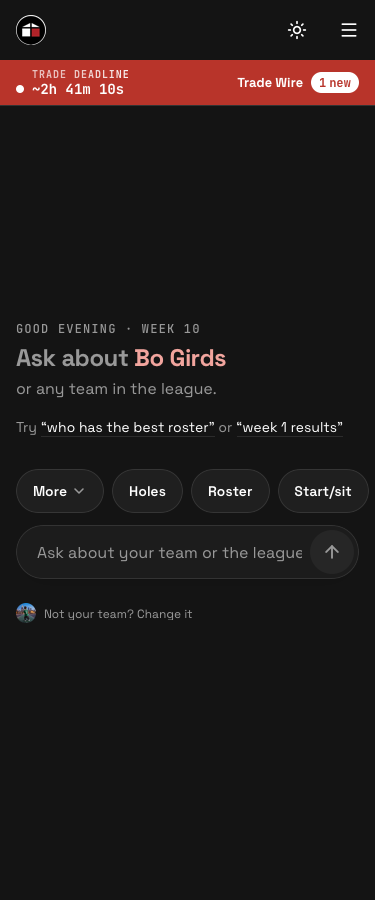 TRADE DEADLINE
~2h 41m 10s
Trade Wire
1 new
GOOD EVENING · WEEK 10
Ask about Bo Girds
or any team in the league.
Try “who has the best roster” or “week 1 results”
More
Holes
Roster
Start/sit
Ask about your team or the league
Not your team? Change it